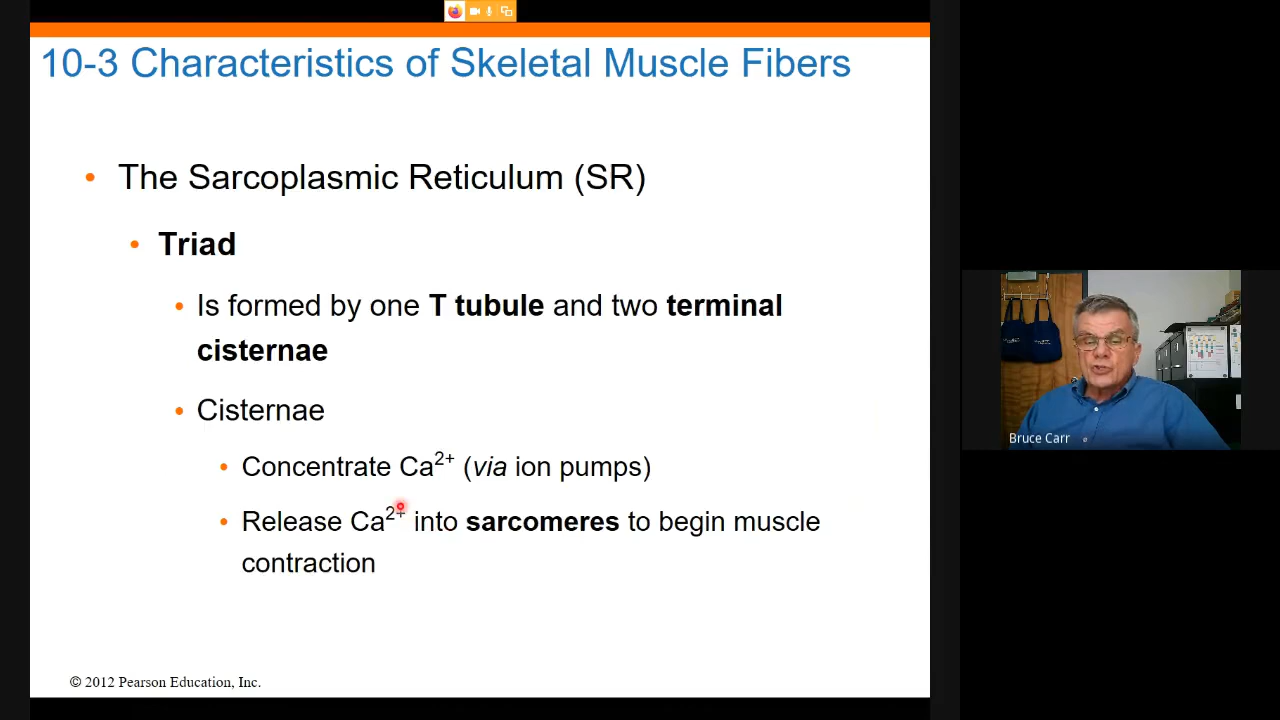 10-3 Characteristics of Skeletal Muscle Fibers
• The Sarcoplasmic Reticulum (SR)
• Triad
• Is formed by one T tubule and two terminal
cisternae
• Cisternae
• Concentrate Ca2+ (via ion pumps)
• Release Ca2+ into sarcomeres to begin muscle
contraction
© 2012 Pearson Education, Inc.
Bruce Carr